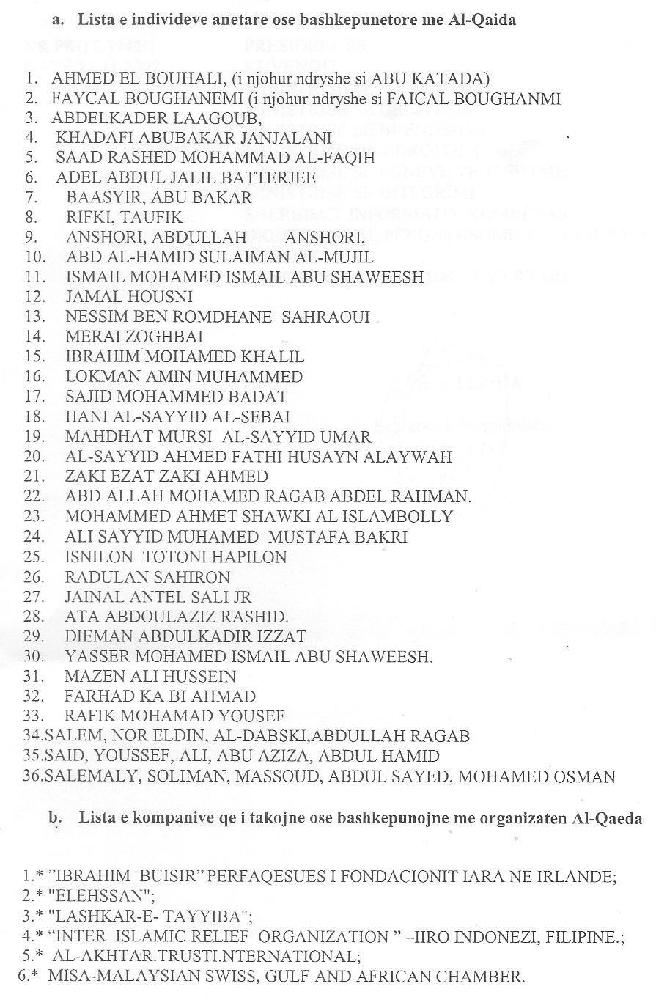 a. Lista e individeve anetare ose bashkepunetore me Al-Qaida
1. AHMED EL BOUHALI, (i njohur ndryshe si ABU KATADA)
2. FAYCAL BOUGHANEMI (i njohur ndryshe si FAICAL BOUGHANMI
3. ABDELKADER LAAGOUB,
4. KHADAFI ABUBAKAR JANJALANI
5. SAAD RASHED MOHAMMAD AL-FAQIH
6. ADEL ABDUL JALIL BATTERJEE
7. BAASYIR, ABU BAKAR
8. RIFKI, TAUFIK
9. ANSHORI, ABDULLAH ANSHORI.
10. ABD AL-HAMID SULAIMAN AL-MUJIL
11. ISMAIL MOHAMED ISMAIL ABU SHAWEESH
12. JAMAL HOUSNI
13. NESSIM BEN ROMDHANE SAHRAOUI
14. MERAI ZOGHBAI
15. IBRAHIM MOHAMED KHALIL
16. LOKMAN AMIN MUHAMMED
17. SAJID MOHAMMED BADAT
18. HANI AL-SAYYID AL-SEBAI
19. MAHDHAT MURSI AL-SAYYID UMAR
20. AL-SAYYID AHMED FATHI HUSAYN ALAYWAH
21. ZAKI EZAT ZAKI AHMED
22. ABD ALLAH MOHAMED RAGAB ABDEL RAHMAN.
23. MOHAMMED AHMET SHAWKI AL ISLAMBOLLY
24. ALI SAYYID MUHAMED MUSTAFA BAKRI
25. ISNILON TOTONI HAPILON
26. RADULAN SAHIRON
27. JAINAL ANTEL SALI JR
28. ATA ABDOULAZIZ RASHID.
29. DIEMAN ABDULKADIR IZZAT
30. YASSER MOHAMED ISMAIL ABU SHAWEESH.
31. MAZEN ALI HUSSEIN
32. FARHAD KA BI AHMAD
33. RAFIK MOHAMAD YOUSEF
34.SALEM, NOR ELDIN, AL-DABSKI,ABDULLAH RAGAB
35.SAID, YOUSSEF, ALI, ABU AZIZA, ABDUL HAMID
36.SALEMALY, SOLIMAN, MASSOUD, ABDUL SAYED, MOHAMED OSMAN
b. Lista e kompanive qe i takojne ose bashkepunojne me organizaten Al-Qaeda
1.* ”IBRAHIM BUISIR” PERFAQESUES I FONDACIONIT IARA NE IRLANDE;
2.* "ELEHSSAN";
3.* "LASHKAR-E- TAYYIBA";
4.* “INTER ISLAMIC RELIEF ORGANIZATION ” –IIRO INDONEZI, FILIPINE.;
5.* AL-AKHTAR.TRUSTI.NTERNATIONAL;
6.* MISA-MALAYSIAN SWISS, GULF AND AFRICAN CHAMBER.